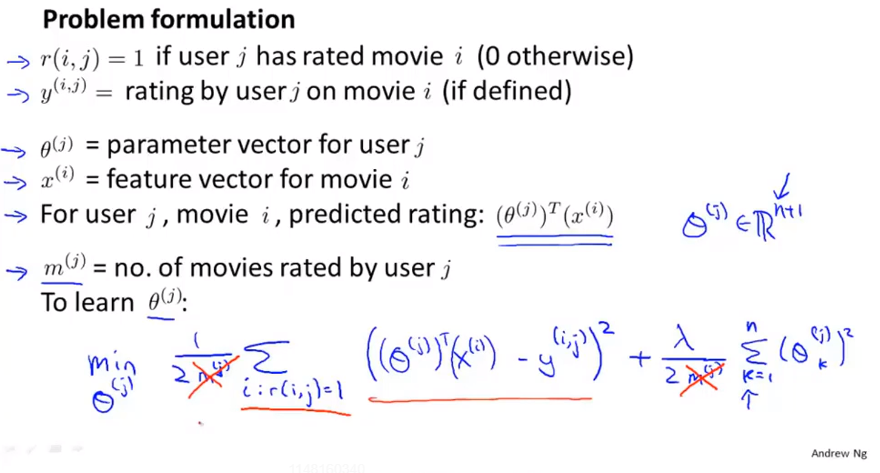 Problem formulation
→ r(i,j) = 1 if user j has rated movie i (0 otherwise)
→ y^(i,j) = rating by user j on movie i (if defined)
→ θ^(j) = parameter vector for user j
→ x^(i) = feature vector for movie i
→ For user j, movie i, predicted rating: (θ^(j))^T(x^(i))
θ^(j) ∈ ℝ^(n+1)
→ m^(j) = no. of movies rated by user j
To learn θ^(j):
min_θ^(j) 1/(2m^(j)) Σ_{i:r(i,j)=1} ((θ^(j))^T(x^(i)) - y^(i,j))^2 + λ/(2m^(j)) Σ_{k=1}^{n} (θ_k^(j))^2
Andrew Ng